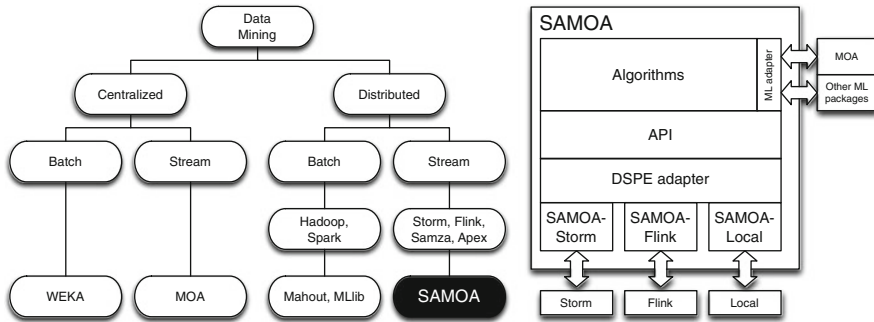 Data
Mining
Centralized
Distributed
Batch
Stream
Batch
Stream
Hadoop,
Spark
Storm, Flink,
Samza, Apex
WEKA
MOA
Mahout, MLlib
SAMOA
SAMOA
Algorithms
ML adapter
MOA
Other ML
packages
API
DSPE adapter
SAMOA-
Storm
SAMOA-
Flink
SAMOA-
Local
Storm
Flink
Local